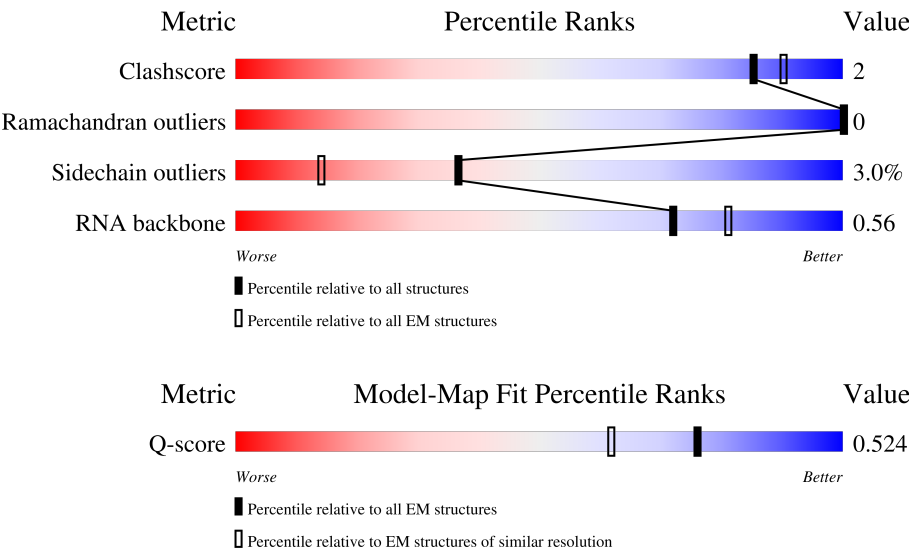 Metric Percentile Ranks Value
Clashscore 2
Ramachandran outliers 0
Sidechain outliers 3.0%
RNA backbone 0.56
Worse Better
Percentile relative to all structures
Percentile relative to all EM structures
Metric Model-Map Fit Percentile Ranks Value
Q-score 0.524
Worse Better
Percentile relative to all EM structures
Percentile relative to EM structures of similar resolution